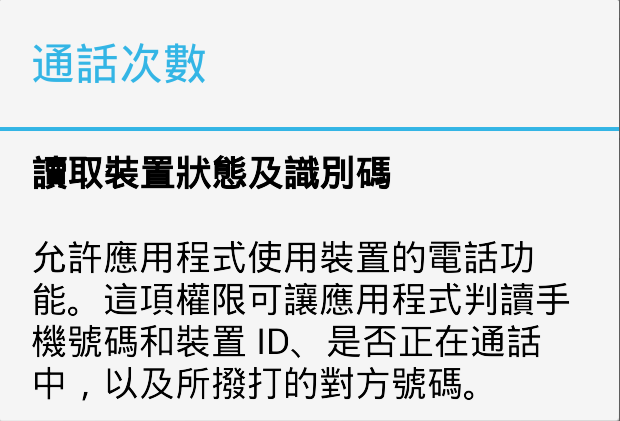 通話次數
讀取裝置狀態及識別碼
允許應用程式使用裝置的電話功
能。這項權限可讓應用程式判讀手
機號碼和裝置 ID、是否正在通話
中，以及所撥打的對方號碼。